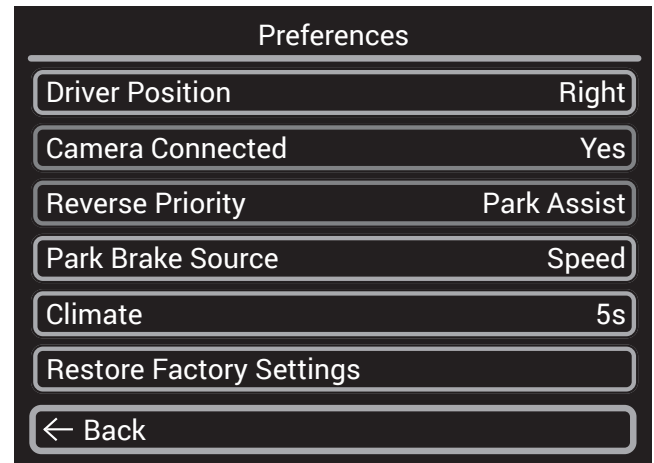 Preferences
Driver Position Right
Camera Connected Yes
Reverse Priority Park Assist
Park Brake Source Speed
Climate 5s
Restore Factory Settings
← Back